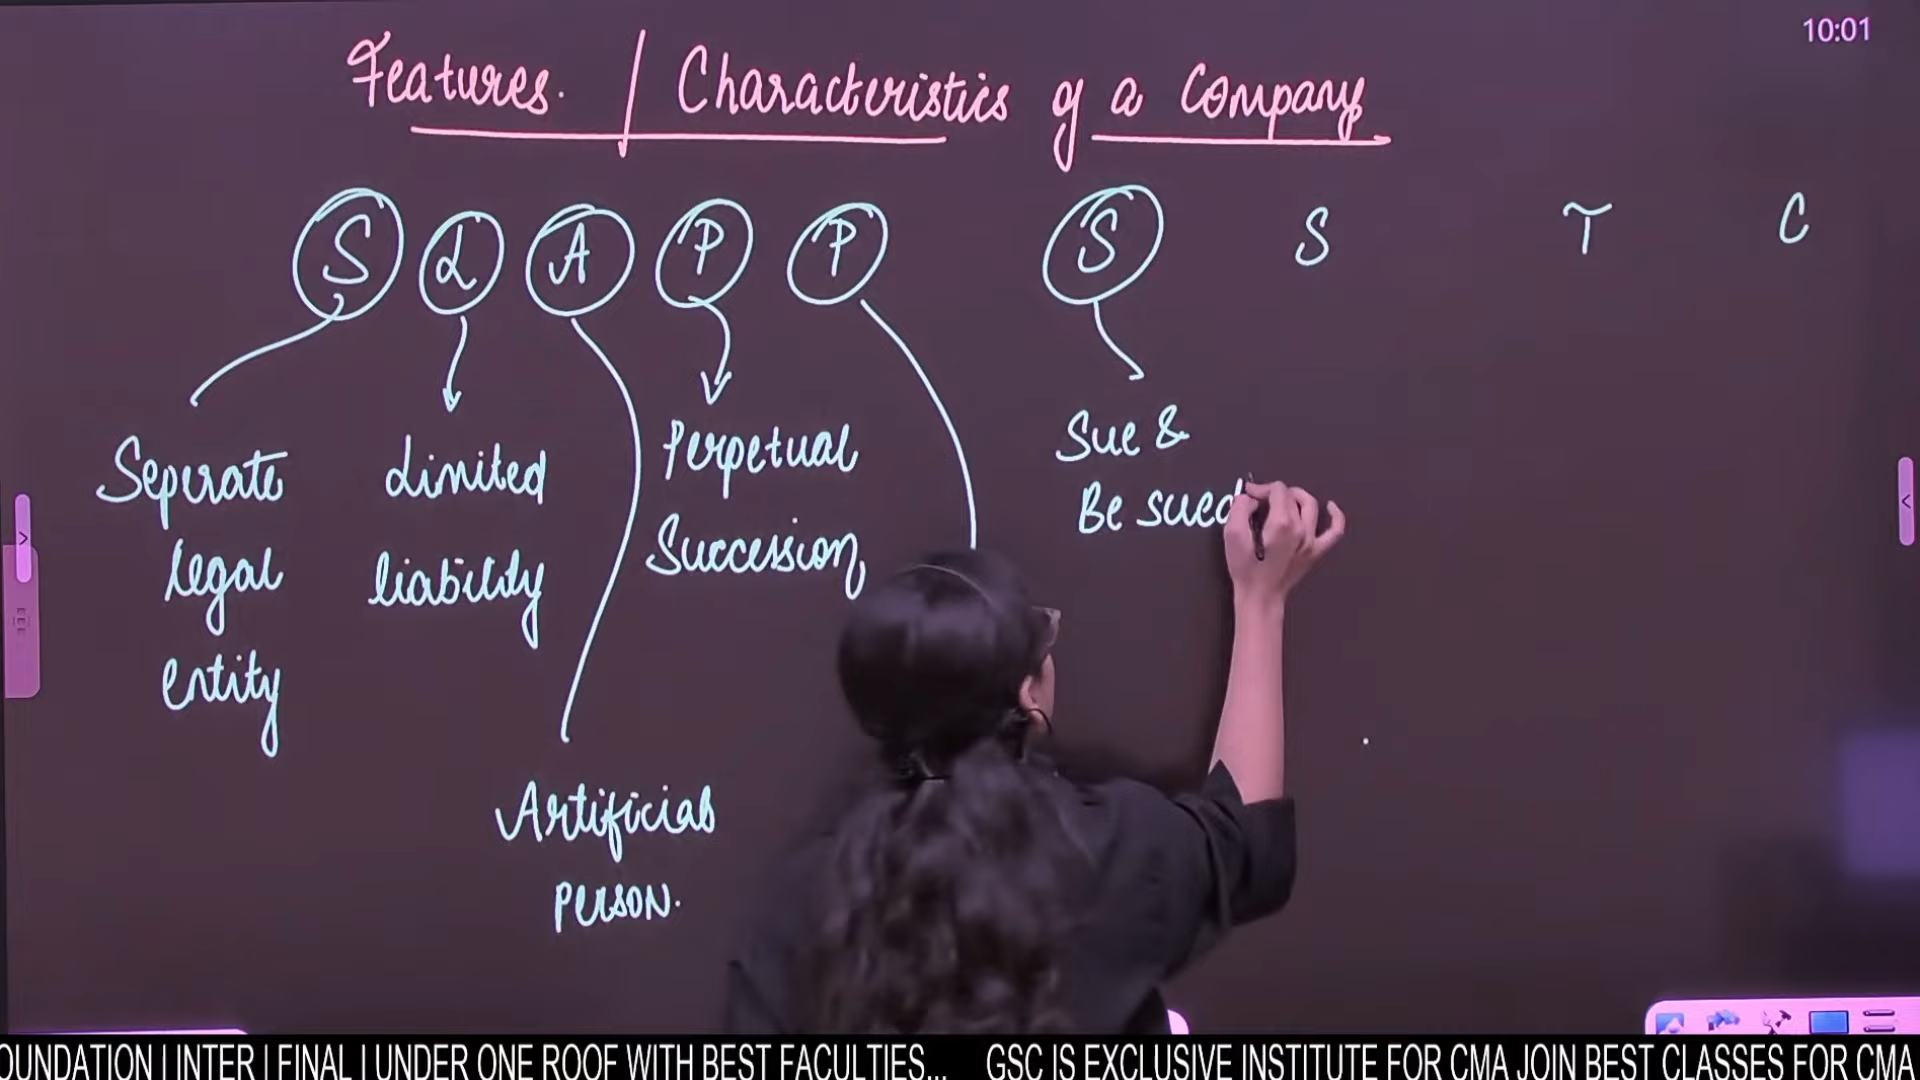 10:01
Features. / Characteristics of a Company
S L A P P S S T C
Seperate
legal
entity
Limited
liability
Artificial
person.
Perpetual
Succession
Sue &
Be sued
OUNDATION | INTER | FINAL | UNDER ONE ROOF WITH BEST FACULTIES... GSC IS EXCLUSIVE INSTITUTE FOR CMA JOIN BEST CLASSES FOR CMA